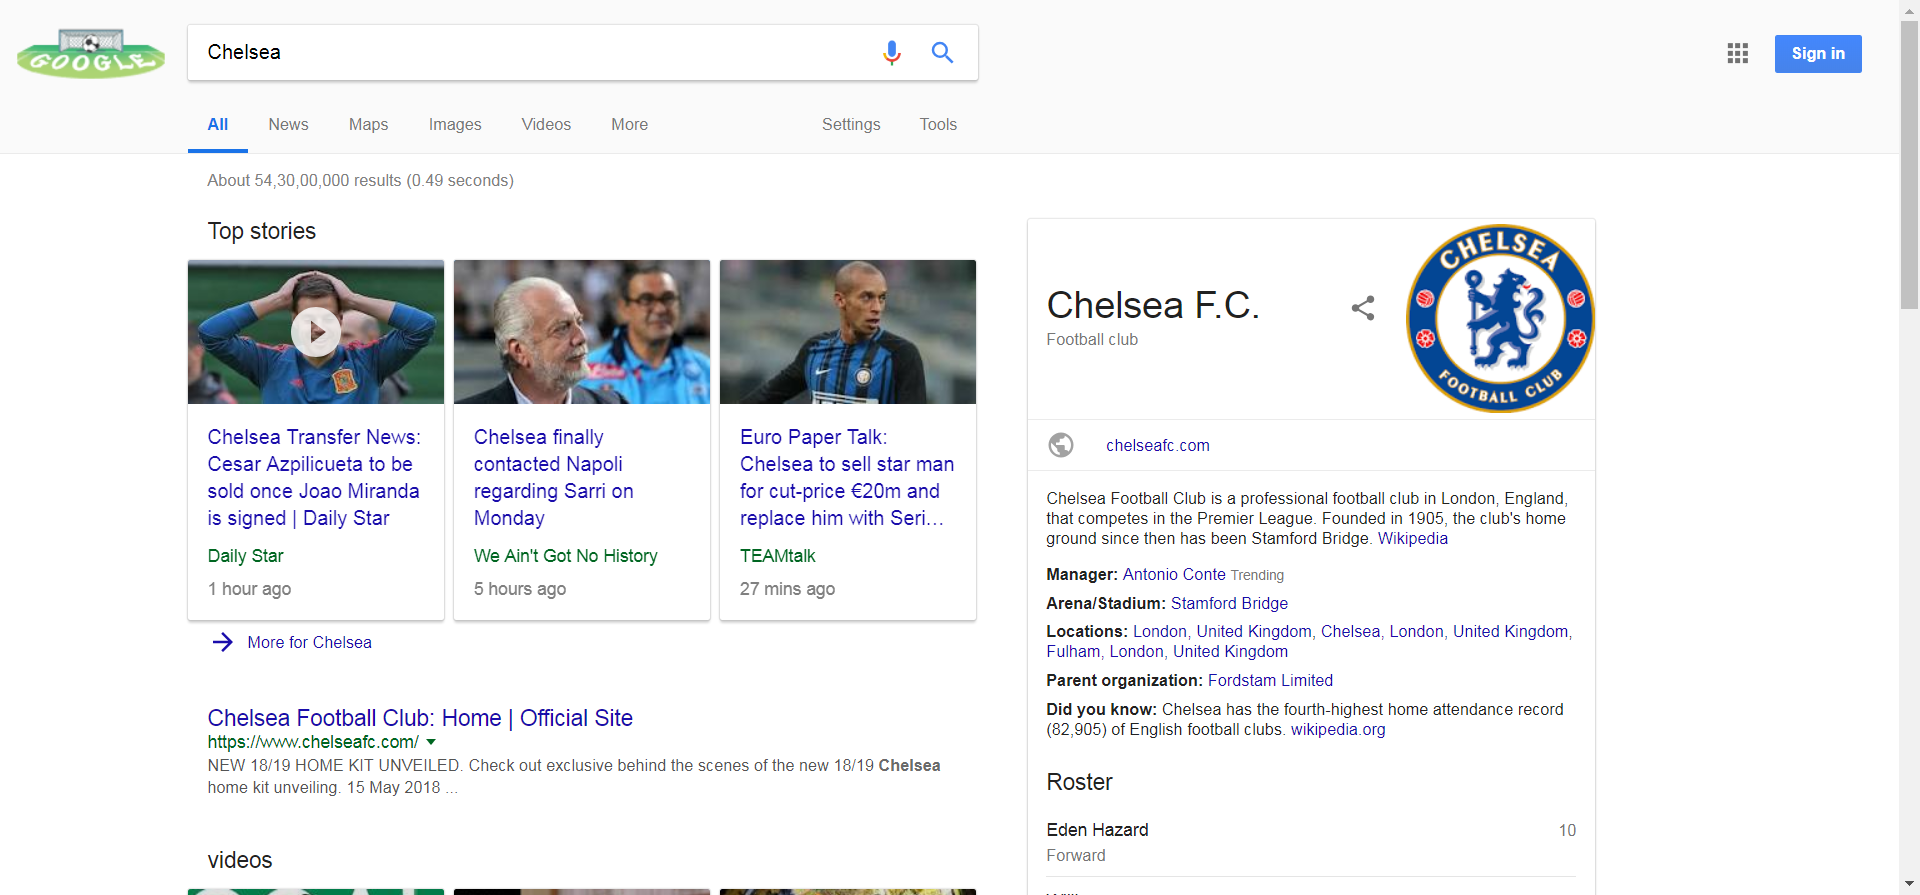 GOOGLE
Chelsea
Sign in
All News Maps Images Videos More Settings Tools
About 54,30,00,000 results (0.49 seconds)
Top stories
Chelsea Transfer News:
Cesar Azpilicueta to be
sold once Joao Miranda
is signed | Daily Star
Daily Star
1 hour ago
Chelsea finally
contacted Napoli
regarding Sarri on
Monday
We Ain't Got No History
5 hours ago
Euro Paper Talk:
Chelsea to sell star man
for cut-price €20m and
replace him with Seri...
TEAMtalk
27 mins ago
More for Chelsea
Chelsea Football Club: Home | Official Site
https://www.chelseafc.com/
NEW 18/19 HOME KIT UNVEILED. Check out exclusive behind the scenes of the new 18/19 Chelsea
home kit unveiling. 15 May 2018 ...
videos
Chelsea F.C.
Football club
CHELSEA
FOOTBALL CLUB
chelseafc.com
Chelsea Football Club is a professional football club in London, England,
that competes in the Premier League. Founded in 1905, the club's home
ground since then has been Stamford Bridge. Wikipedia
Manager: Antonio Conte Trending
Arena/Stadium: Stamford Bridge
Locations: London, United Kingdom, Chelsea, London, United Kingdom,
Fulham, London, United Kingdom
Parent organization: Fordstam Limited
Did you know: Chelsea has the fourth-highest home attendance record
(82,905) of English football clubs. wikipedia.org
Roster
Eden Hazard 10
Forward